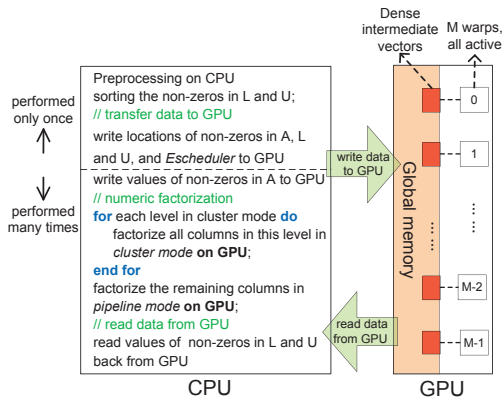 Dense
intermediate
vectors
M warps,
all active
performed
only once
performed
many times
Preprocessing on CPU
sorting the non-zeros in L and U;
// transfer data to GPU
write locations of non-zeros in A, L
and U, and Escheduler to GPU
write values of non-zeros in A to GPU
// numeric factorization
for each level in cluster mode do
factorize all columns in this level in
cluster mode on GPU;
end for
factorize the remaining columns in
pipeline mode on GPU;
// read data from GPU
read values of non-zeros in L and U
back from GPU
CPU
write data
to GPU
read data
from GPU
Global memory
... ...
0
1
... ...
M-2
M-1
GPU